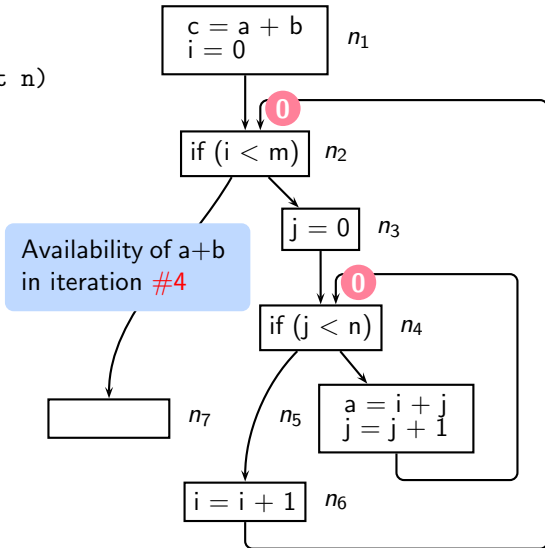 c = a + b
i = 0
n1
t n)
0
if (i < m)
n2
j = 0
n3
Availability of a+b
in iteration #4
0
if (j < n)
n4
a = i + j
j = j + 1
n5
n7
i = i + 1
n6